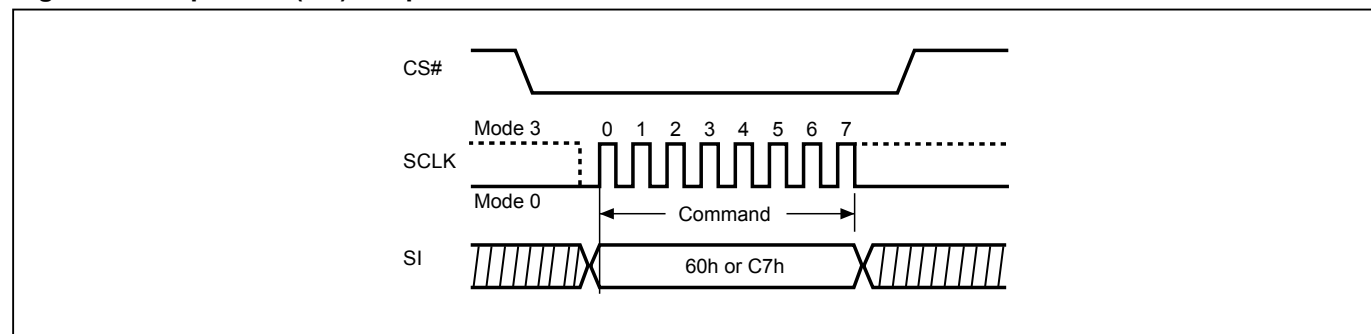 CS#
Mode 3
0 1 2 3 4 5 6 7
SCLK
Mode 0
Command
SI
60h or C7h